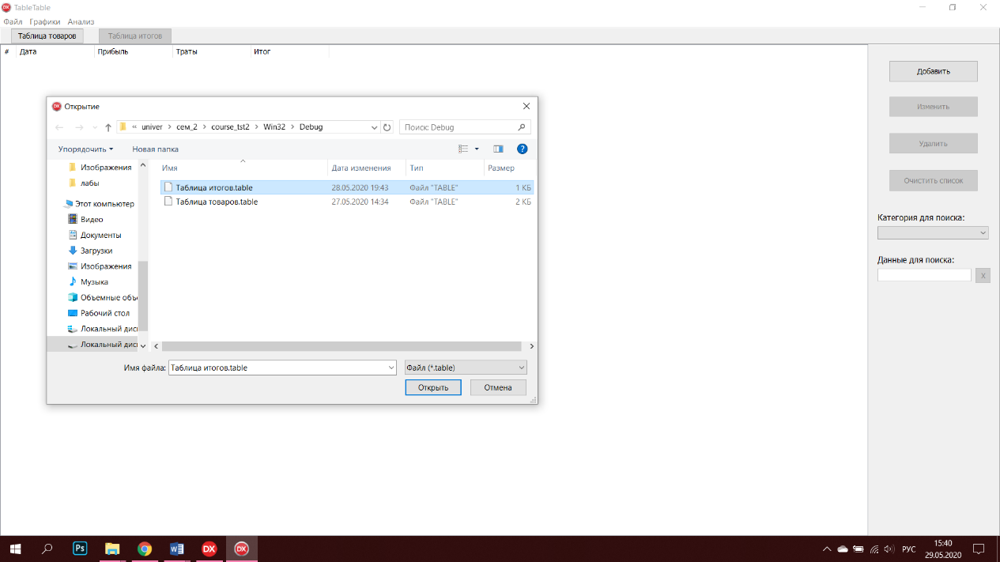 TableTable
Файл Графики Анализ
Таблица товаров Таблица итогов
# Дата Прибыль Траты Итог
Добавить
Изменить
Удалить
Очистить список
Категория для поиска:
Данные для поиска:
X
Открытие
« univer > сем_2 > course_tst2 > Win32 > Debug
Поиск: Debug
Упорядочить Новая папка
Изображения
лабы
Этот компьютер
Видео
Документы
Загрузки
Изображения
Музыка
Объемные объ
Рабочий стол
Локальный дис
Локальный дис
Имя Дата изменения Тип Размер
Таблица итогов.table 28.05.2020 19:43 Файл "TABLE" 1 КБ
Таблица товаров.table 27.05.2020 14:34 Файл "TABLE" 2 КБ
Имя файла: Таблица итогов.table Файл (*.table)
Открыть Отмена
Ps DX DX
РУС
15:40
29.05.2020